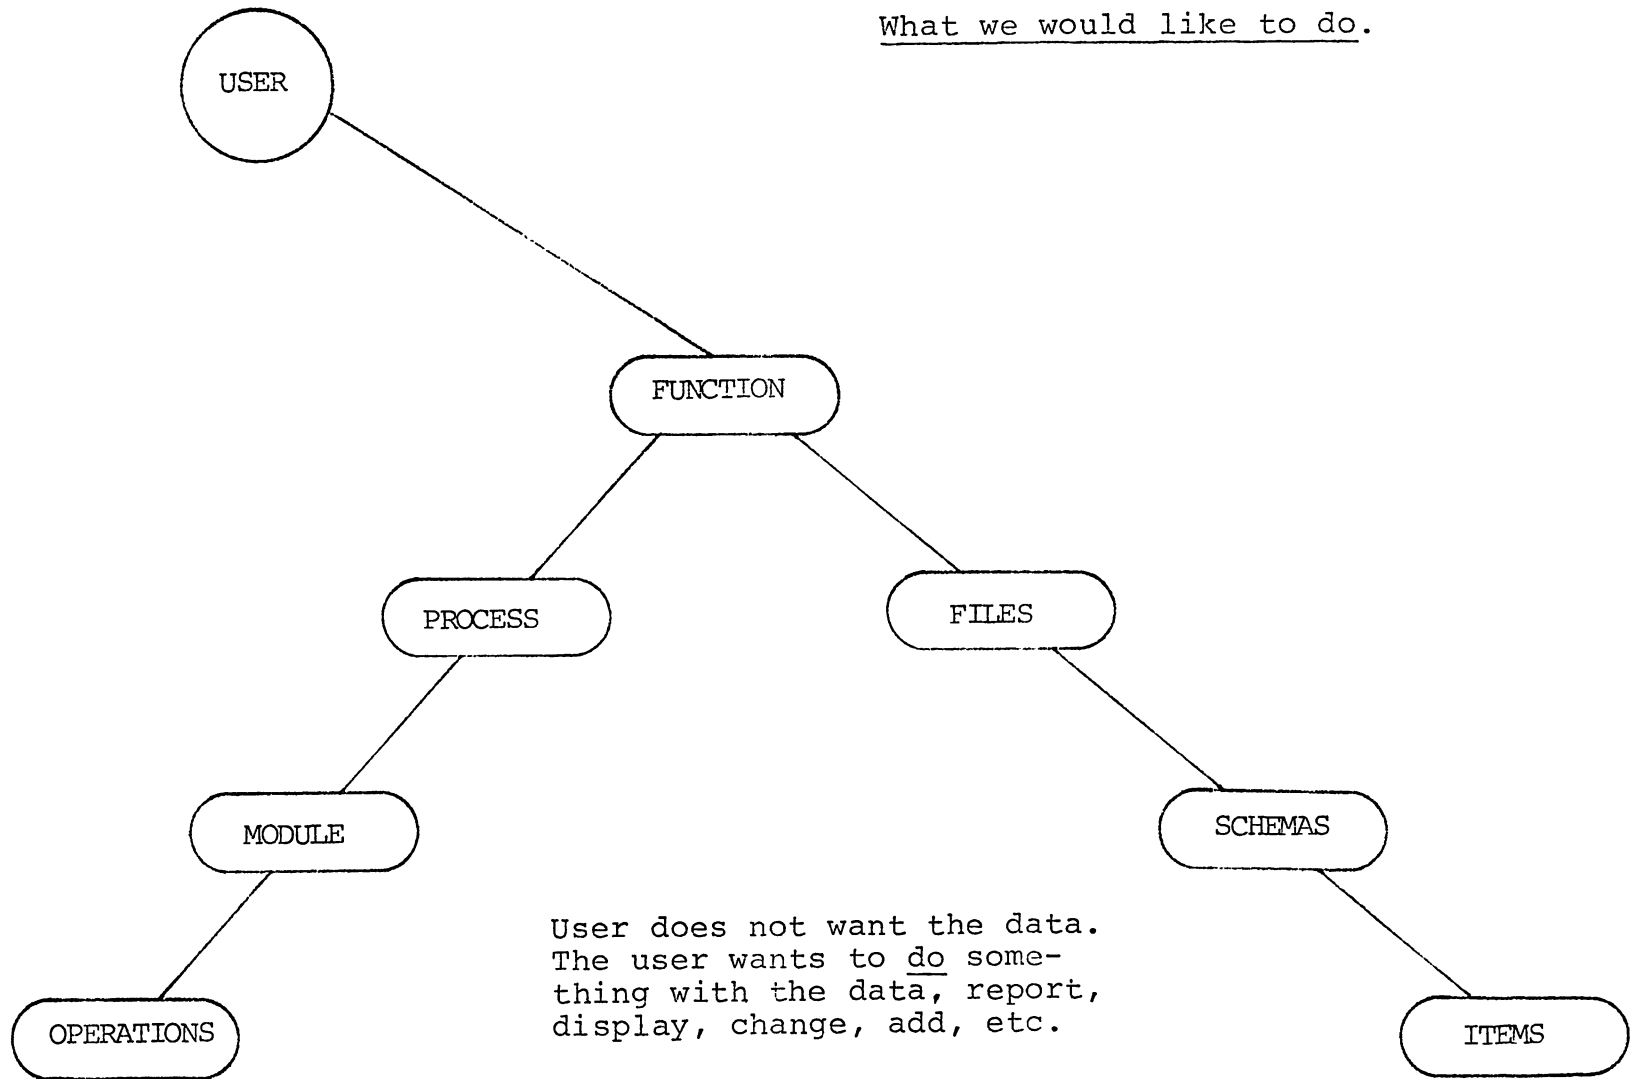 What we would like to do.
USER
FUNCTION
PROCESS
FILES
MODULE
SCHEMAS
User does not want the data.
The user wants to do some-
thing with the data, report,
display, change, add, etc.
OPERATIONS
ITEMS